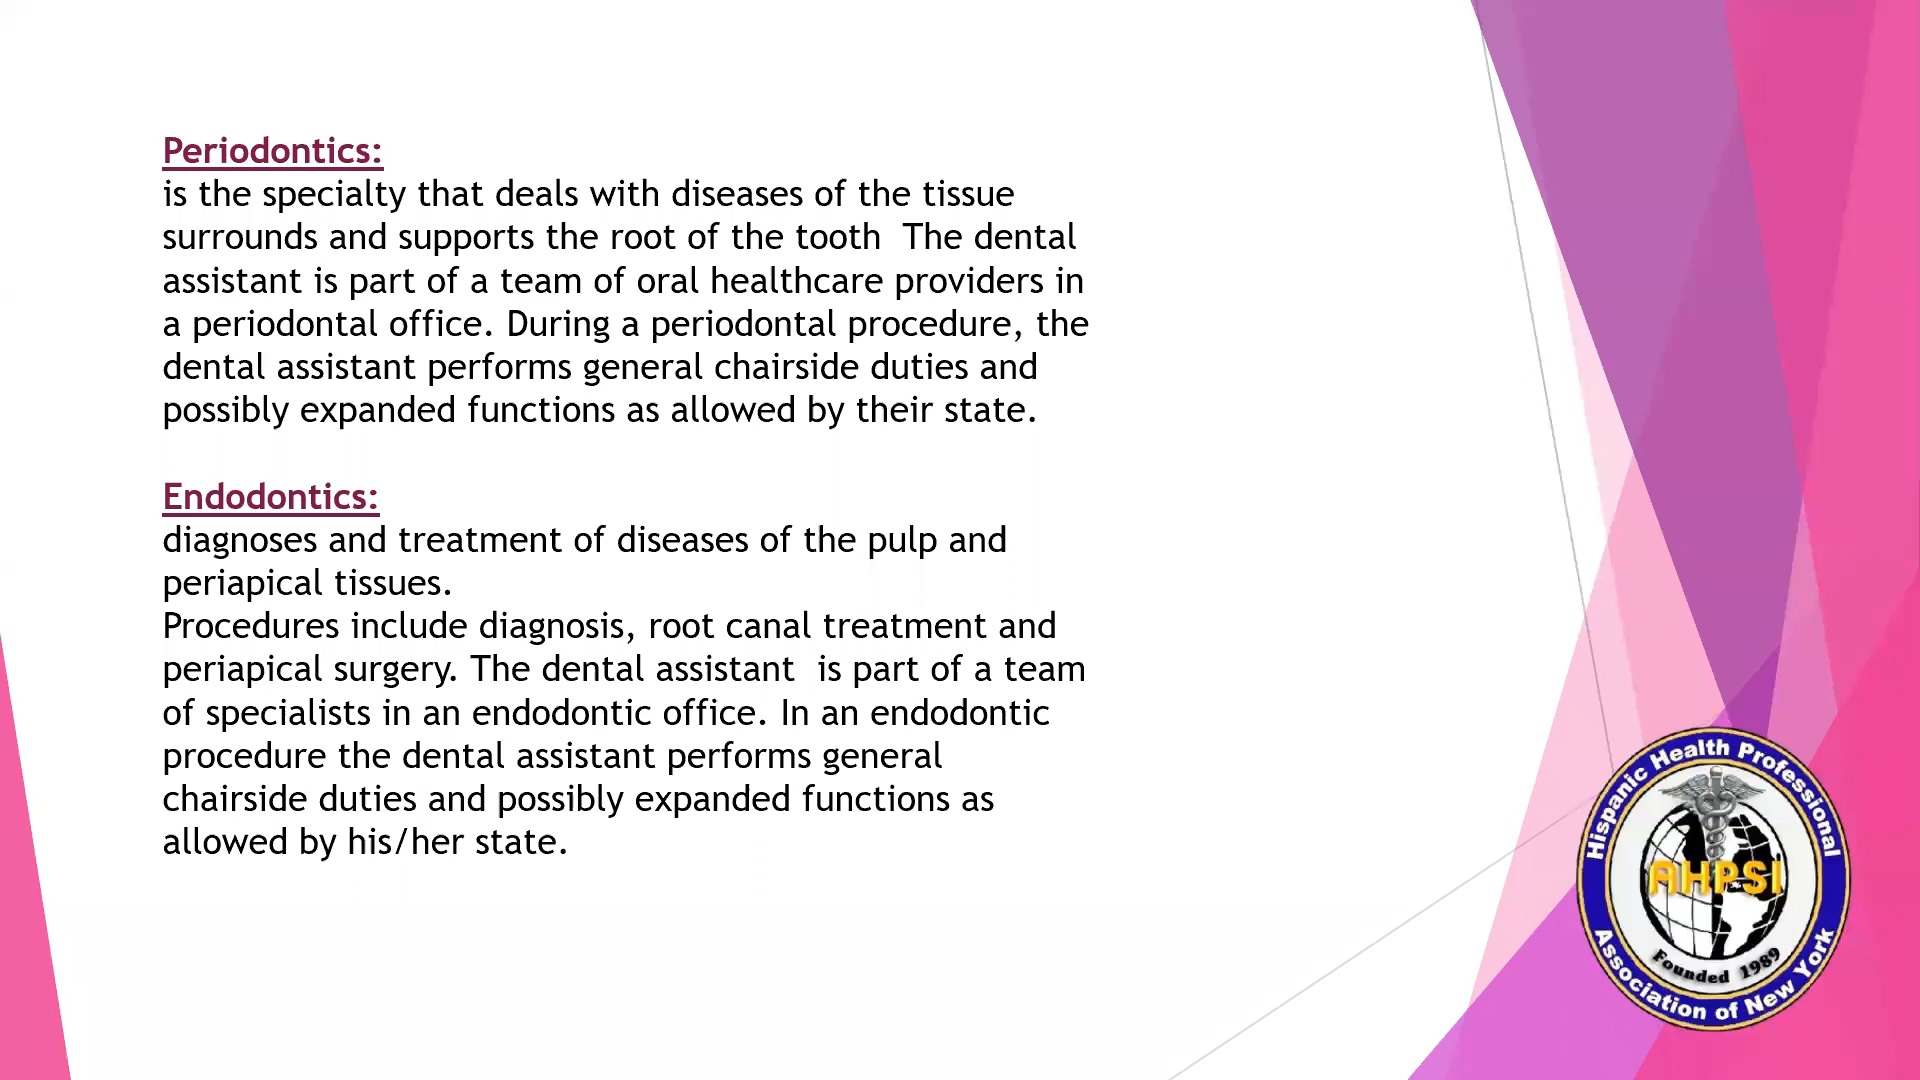 Periodontics:
is the specialty that deals with diseases of the tissue
surrounds and supports the root of the tooth  The dental
assistant is part of a team of oral healthcare providers in
a periodontal office. During a periodontal procedure, the
dental assistant performs general chairside duties and
possibly expanded functions as allowed by their state.
Endodontics:
diagnoses and treatment of diseases of the pulp and
periapical tissues.
Procedures include diagnosis, root canal treatment and
periapical surgery. The dental assistant  is part of a team
of specialists in an endodontic office. In an endodontic
procedure the dental assistant performs general
chairside duties and possibly expanded functions as
allowed by his/her state.
Hispanic Health Professional
AHPSI
Founded 1989
Association of New York